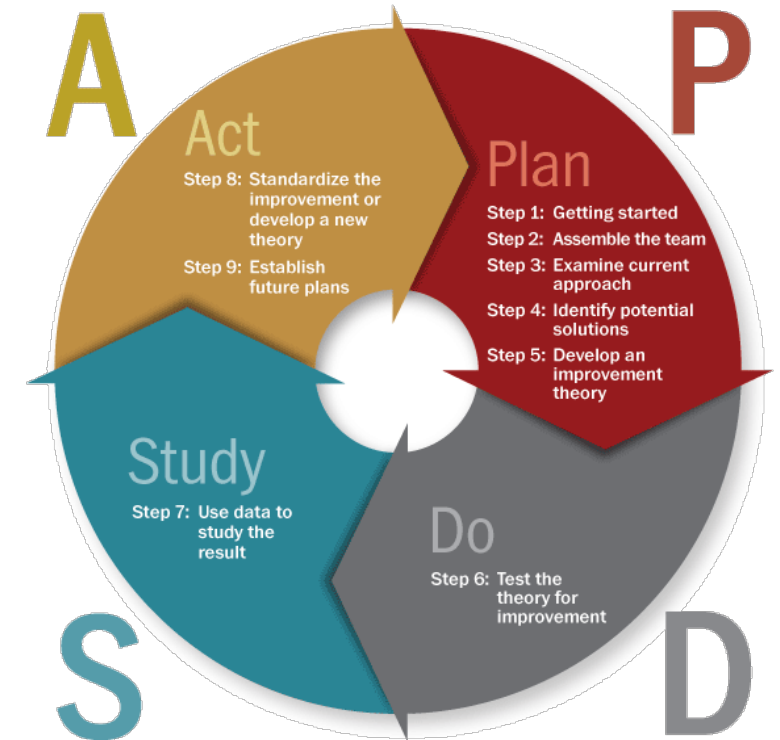 A
P
Act
Step 8: Standardize the
improvement or
develop a new
theory
Step 9: Establish
future plans
Plan
Step 1: Getting started
Step 2: Assemble the team
Step 3: Examine current
approach
Step 4: Identify potential
solutions
Step 5: Develop an
improvement
theory
Study
Step 7: Use data to
study the
result
Do
Step 6: Test the
theory for
improvement
S
D